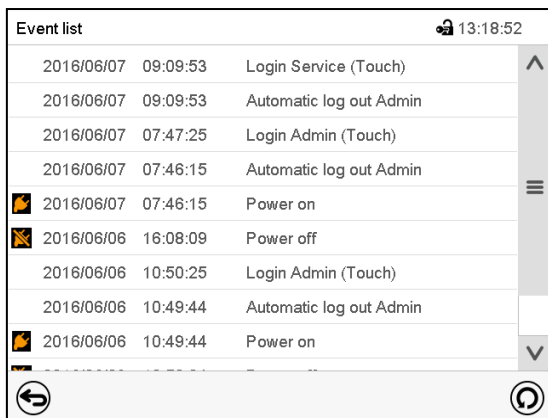 Event list 13:18:52
2016/06/07 09:09:53 Login Service (Touch)
2016/06/07 09:09:53 Automatic log out Admin
2016/06/07 07:47:25 Login Admin (Touch)
2016/06/07 07:46:15 Automatic log out Admin
2016/06/07 07:46:15 Power on
2016/06/06 16:08:09 Power off
2016/06/06 10:50:25 Login Admin (Touch)
2016/06/06 10:49:44 Automatic log out Admin
2016/06/06 10:49:44 Power on